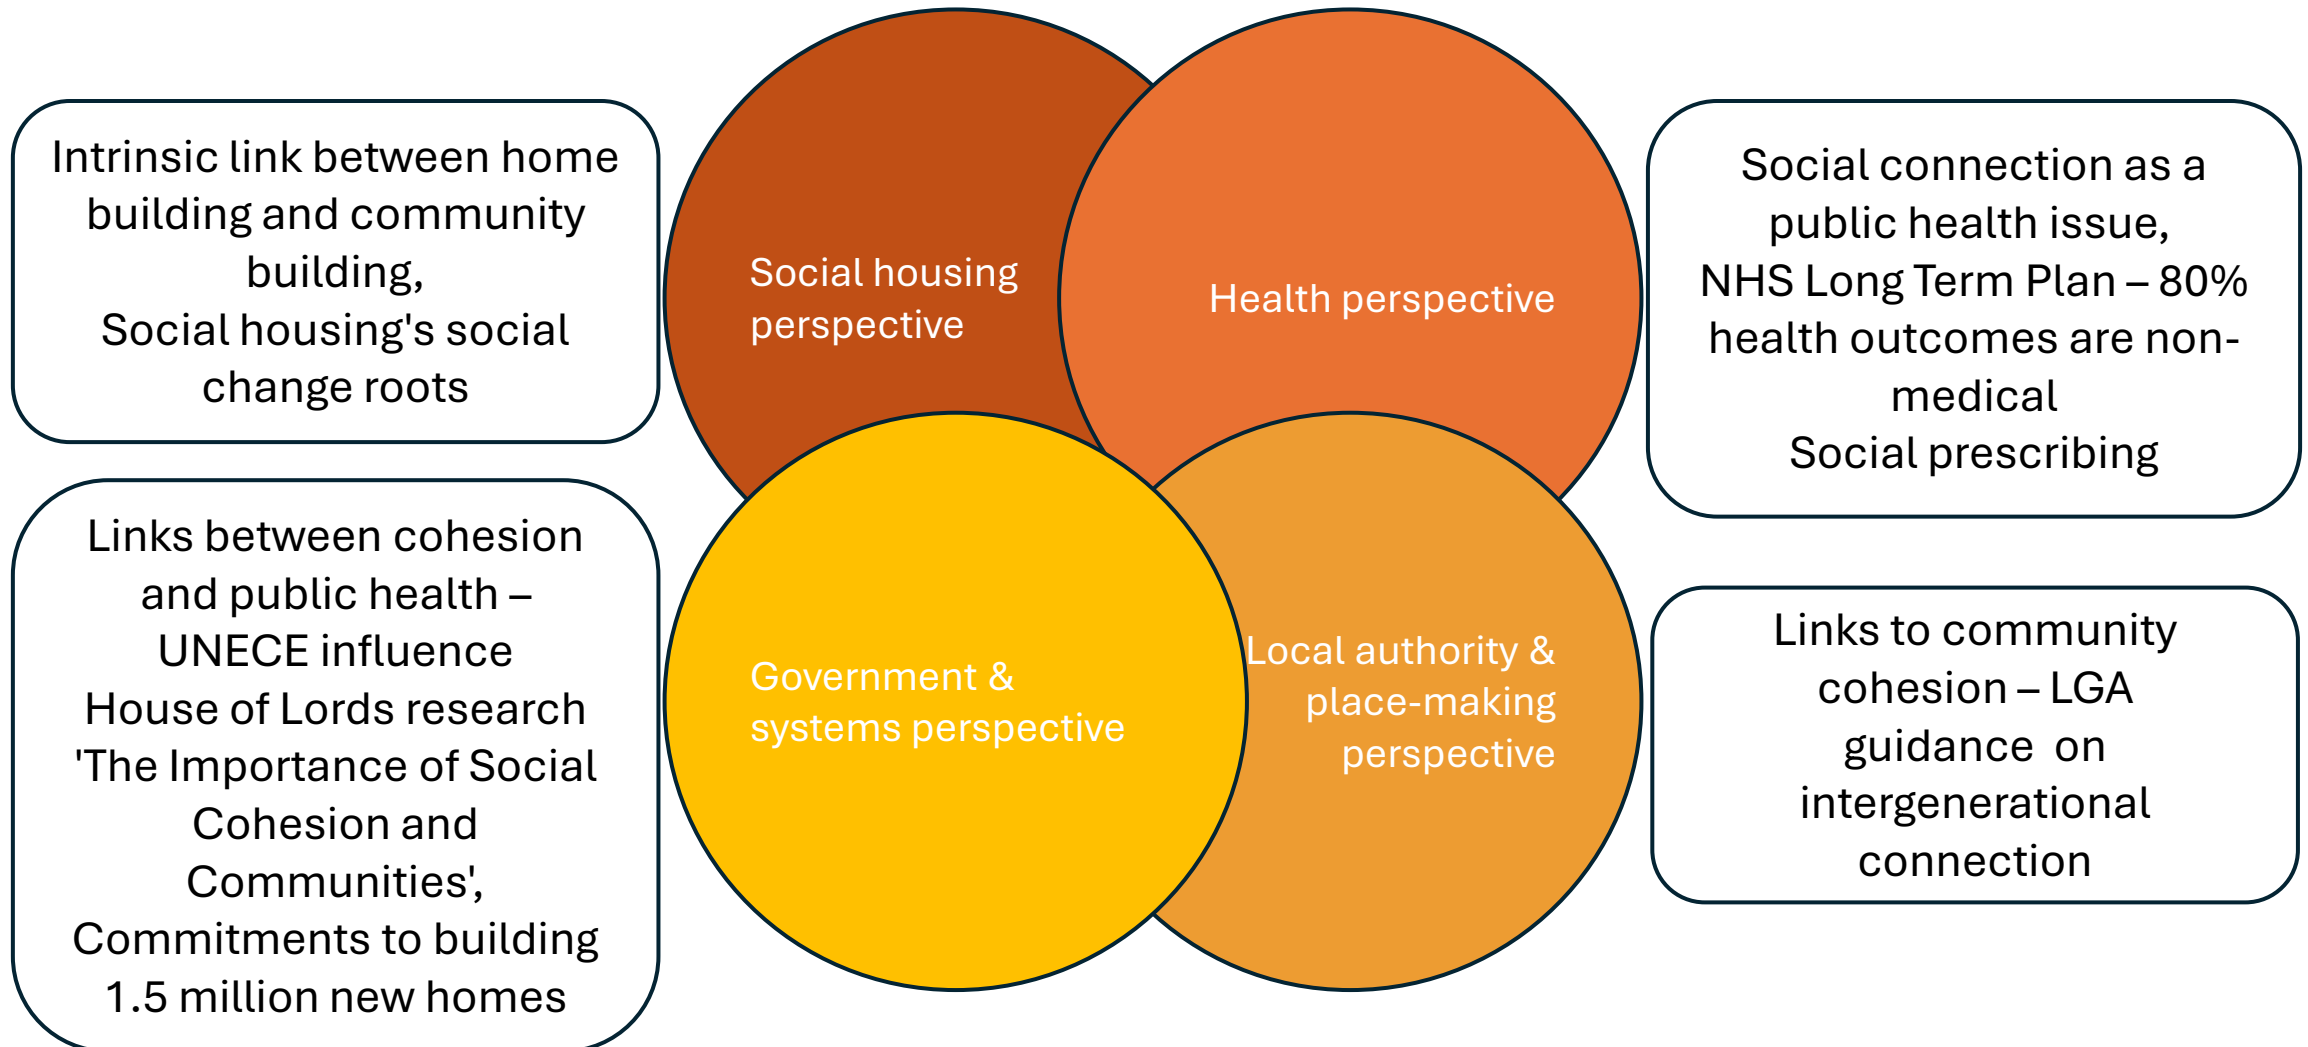 Intrinsic link between home
building and community
building,
Social housing's social
change roots
Social housing
perspective
Health perspective
Social connection as a
public health issue,
NHS Long Term Plan – 80%
health outcomes are non-
medical
Social prescribing
Links between cohesion
and public health –
UNECE influence
House of Lords research
'The Importance of Social
Cohesion and
Communities',
Commitments to building
1.5 million new homes
Government &
systems perspective
Local authority &
place-making
perspective
Links to community
cohesion – LGA
guidance  on
intergenerational
connection